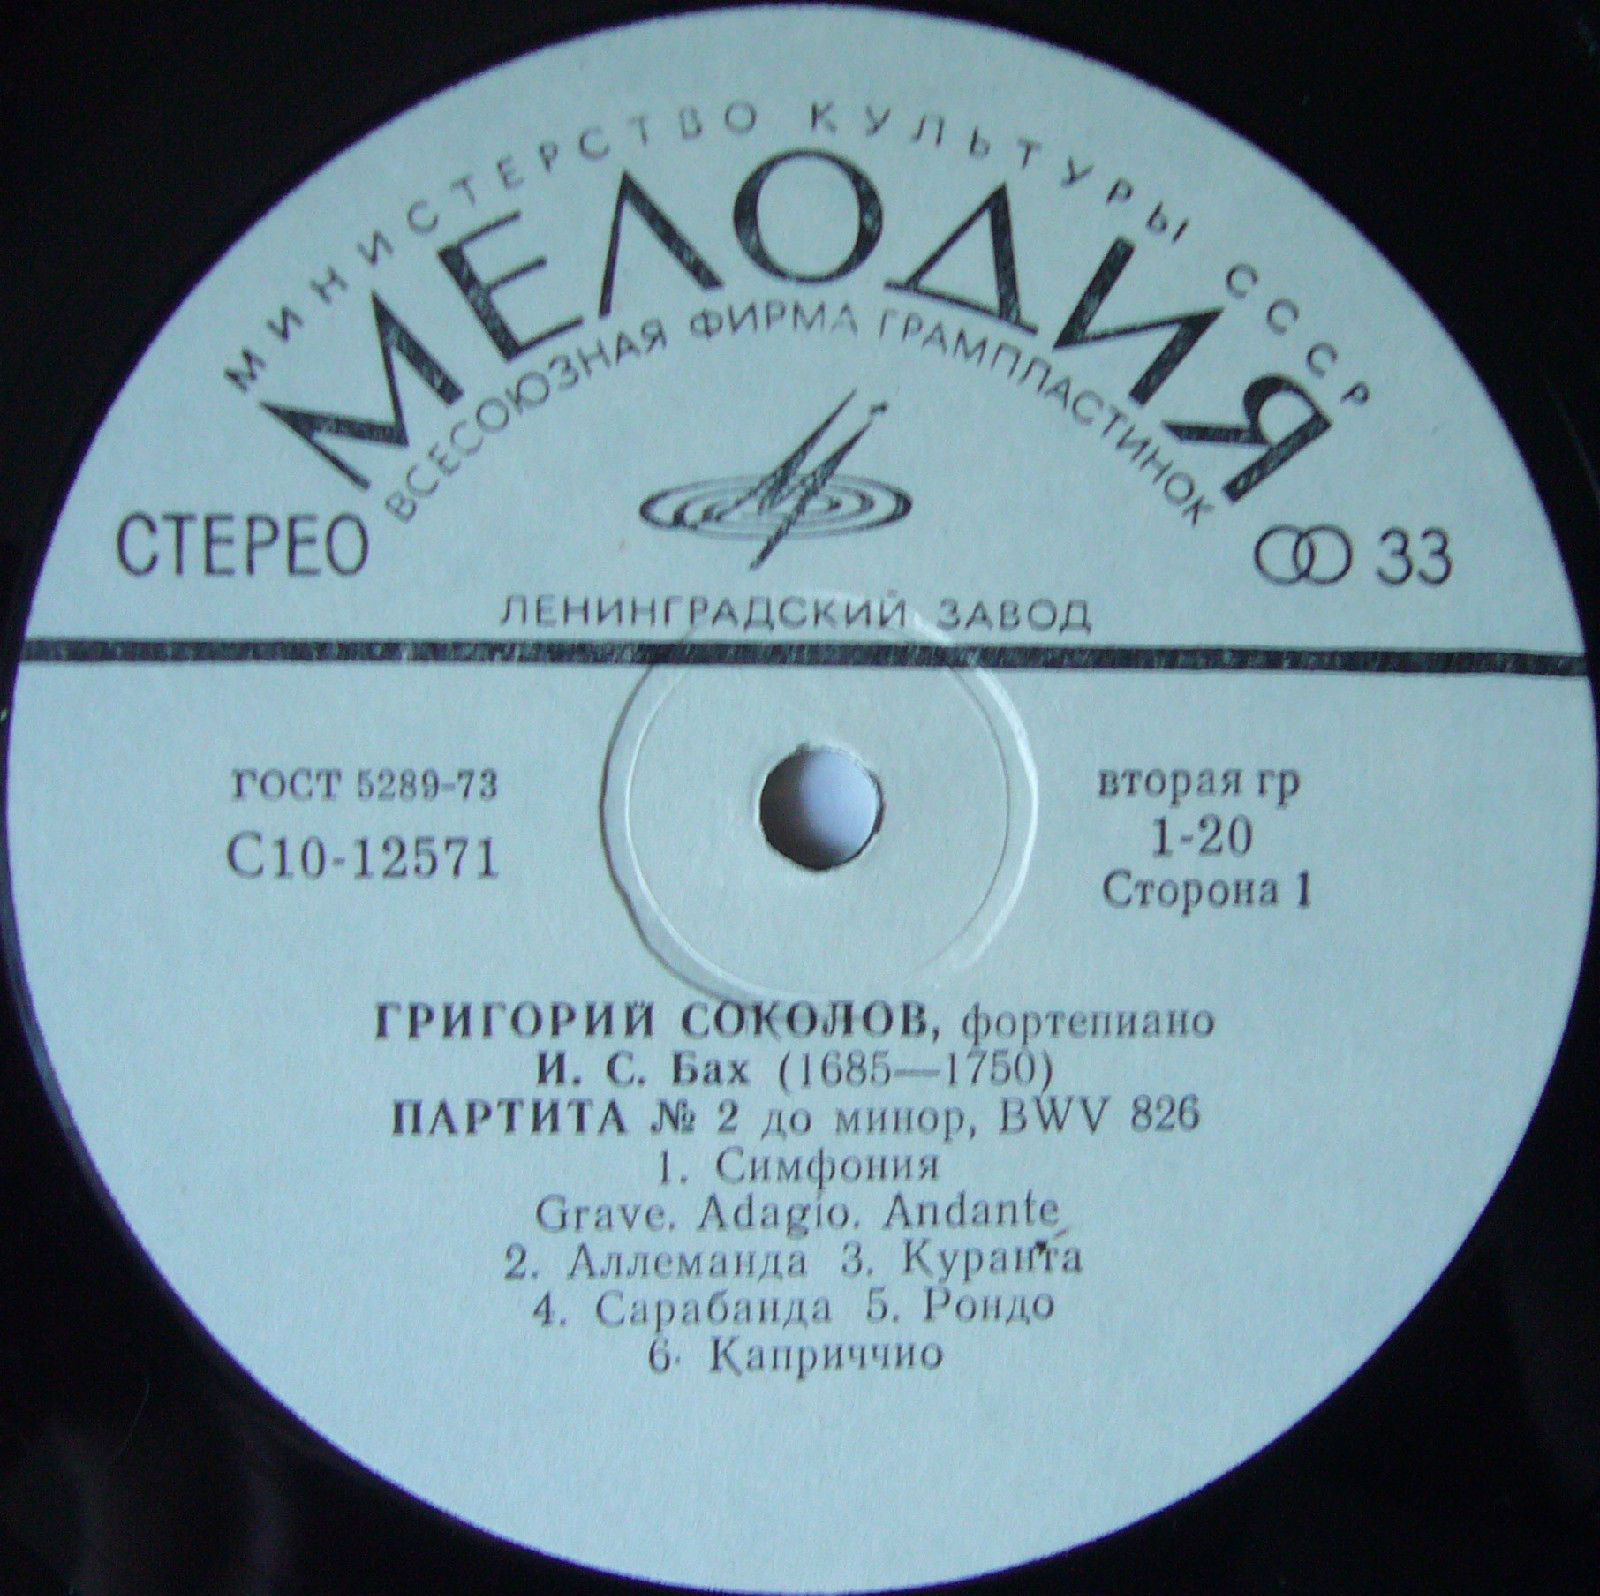 МИНИСТЕРСТВО КУЛЬТУРЫ СССР
МЕЛОДИЯ
ВСЕСОЮЗНАЯ ФИРМА ГРАМПЛАСТИНОК
СТЕРЕО
33
ЛЕНИНГРАДСКИЙ ЗАВОД
ГОСТ 5289-73
С10-12571
вторая гр
1-20
Сторона 1
ГРИГОРИЙ СОКОЛОВ, фортепиано
И. С. Бах (1685—1750)
ПАРТИТА № 2 до минор, BWV 826
1. Симфония
Grave. Adagio. Andante
2. Аллеманда 3. Куранта
4. Сарабанда 5. Рондо
6. Каприччио